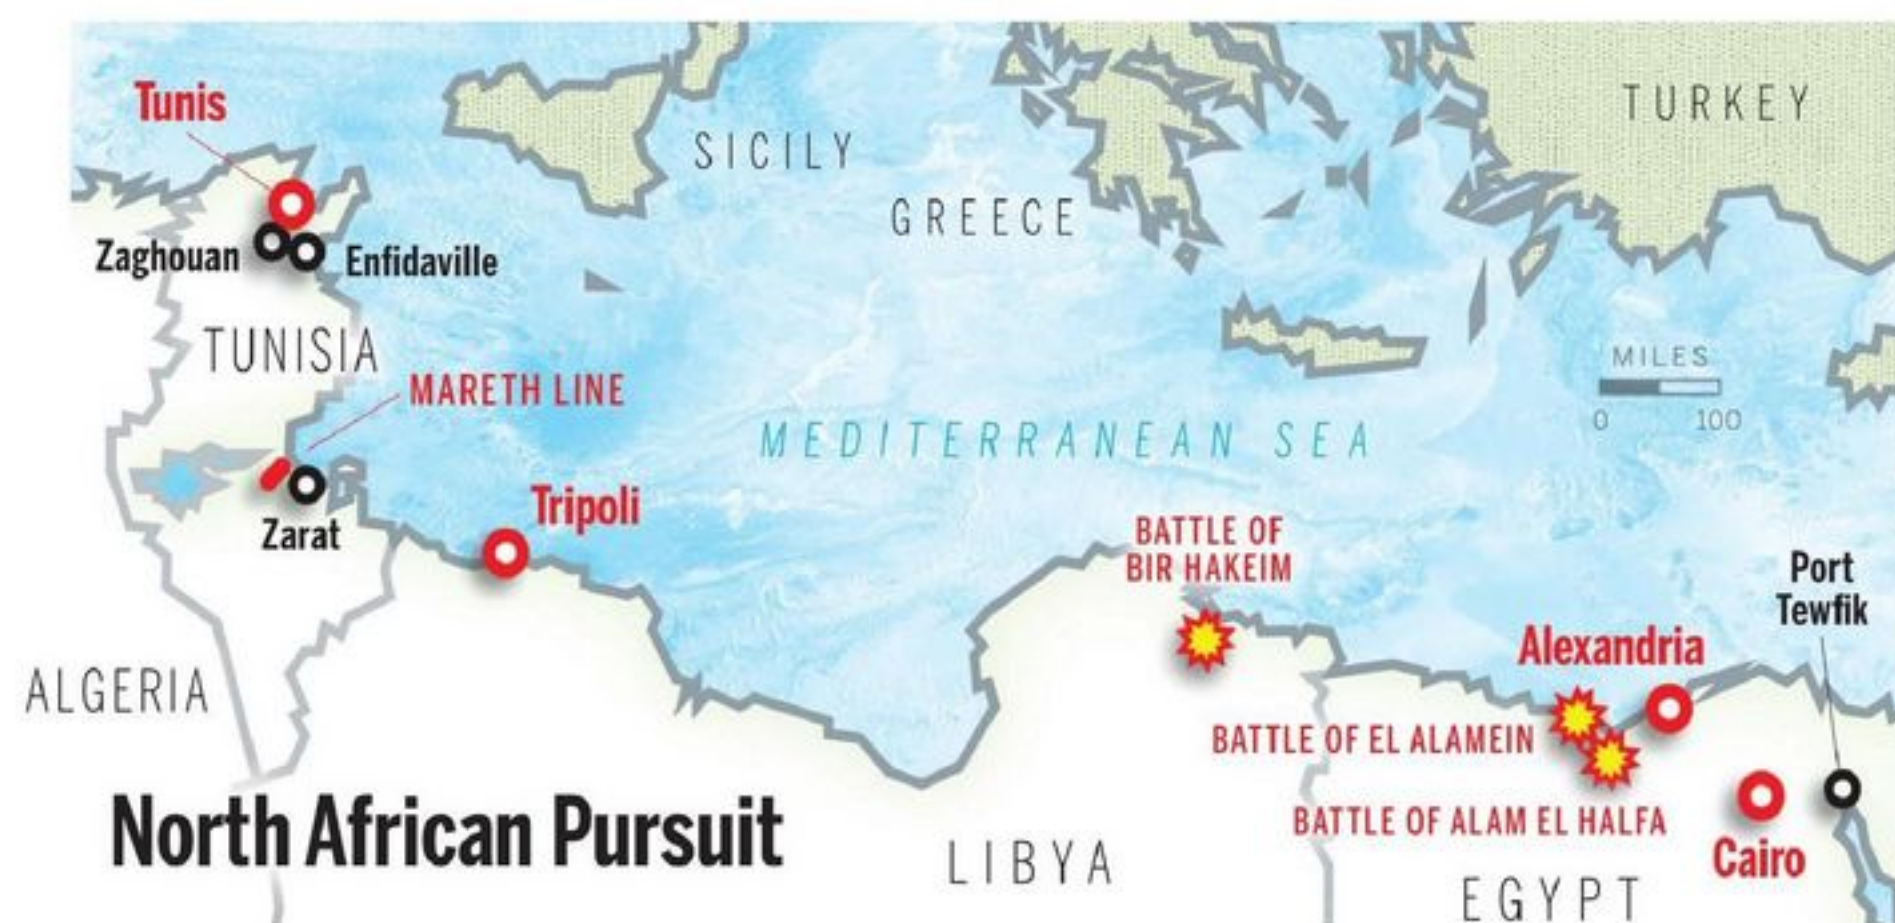 Tunis
TURKEY
SICILY
GREECE
Zaghouan
Enfidaville
TUNISIA
MILES
0 100
MARETH LINE
MEDITERRANEAN SEA
Tripoli
Zarat
BATTLE OF
BIR HAKEIM
Port
Tewfik
Alexandria
ALGERIA
BATTLE OF EL ALAMEIN
BATTLE OF ALAM EL HALFA
North African Pursuit
LIBYA
Cairo
EGYPT